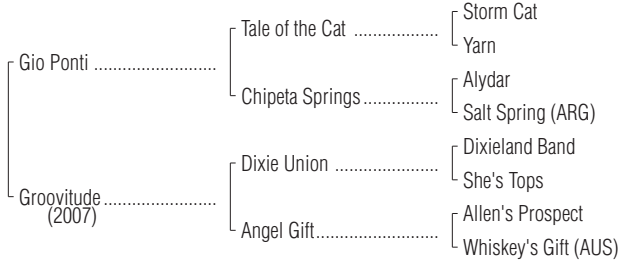 Storm Cat
Tale of the Cat ..................
Yarn
Gio Ponti ..........................
Alydar
Chipeta Springs ................
Salt Spring (ARG)
Dixieland Band
Dixie Union ......................
She's Tops
Groovitude ........................
(2007)
Allen's Prospect
Angel Gift..........................
Whiskey's Gift (AUS)